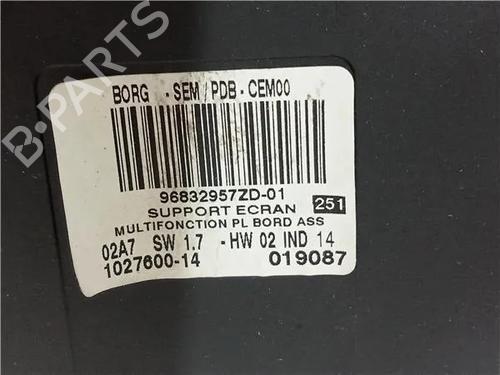 B-PARTS
BORG - SEM/PDB-CEM00
96832957ZD-01
SUPPORT ECRAN 251
MULTIFONCTION PL BORD ASS
02A7 SW 1.7 -HW 02 IND 14
1027600-14 019087